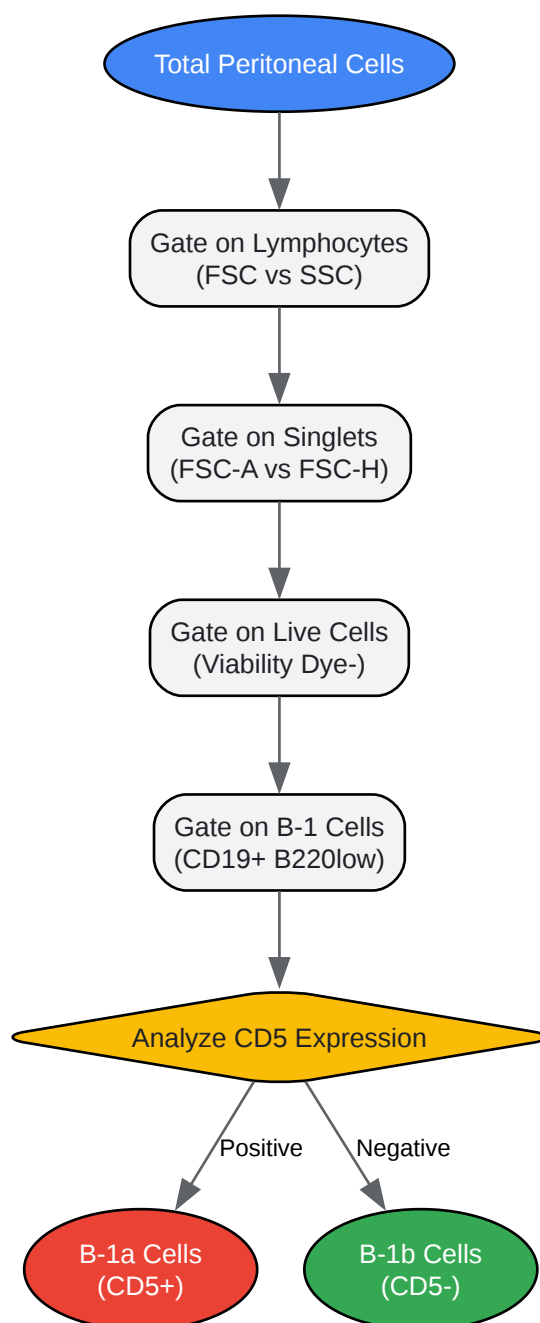 Total Peritoneal Cells
Gate on Lymphocytes
(FSC vs SSC)
Gate on Singlets
(FSC-A vs FSC-H)
Gate on Live Cells
(Viability Dye-)
Gate on B-1 Cells
(CD19+ B220low)
Analyze CD5 Expression
Positive
Negative
B-1a Cells
(CD5+)
B-1b Cells
(CD5-)